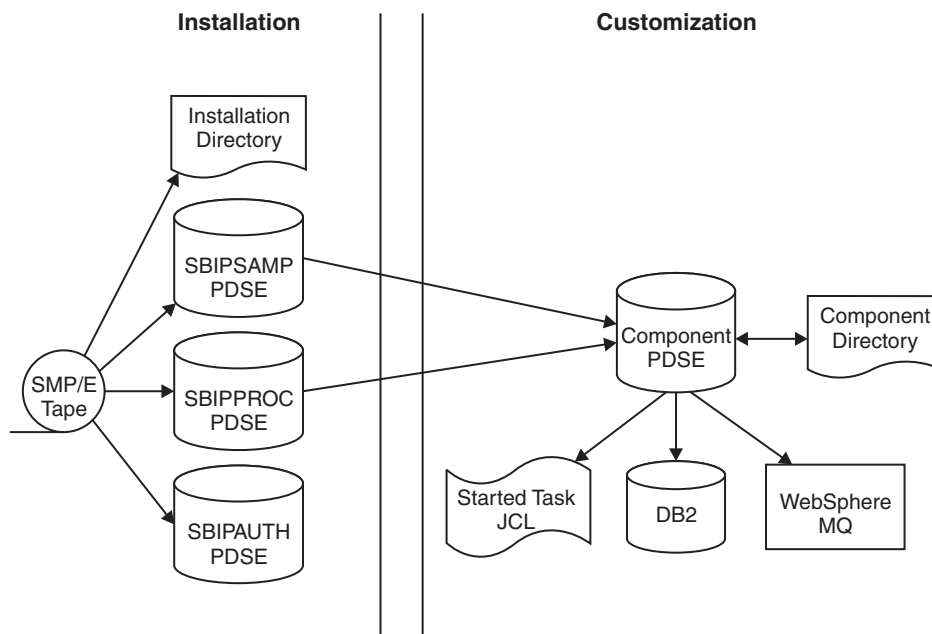 Installation
Customization
Installation
Directory
SBIPSAMP
PDSE
SBIPPROC
PDSE
SMP/E
Tape
SBIPAUTH
PDSE
Component
PDSE
Component
Directory
Started Task
JCL
DB2
WebSphere
MQ